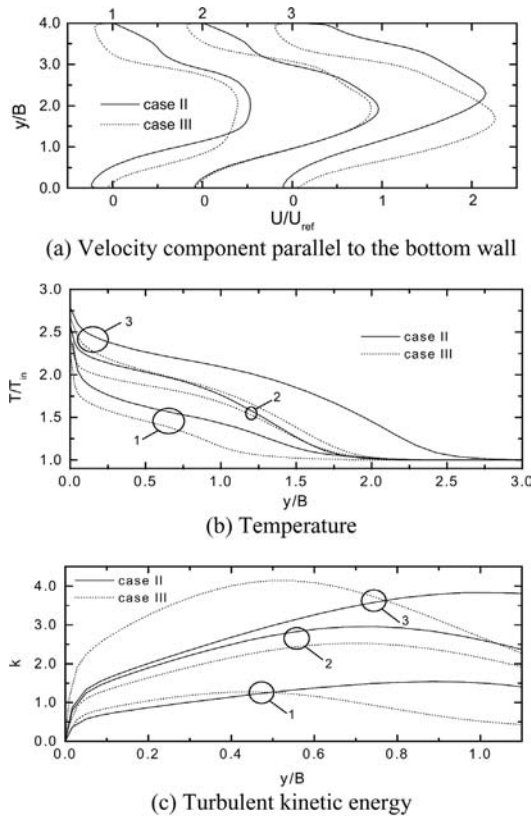 1 2 3
4.0
3.0
2.0
1.0
0.0
y/B
case II
case III
0 0 0 1 2
U/U_ref
(a) Velocity component parallel to the bottom wall
3.0
2.5
2.0
1.5
1.0
T/T_in
3
case II
case III
2
1
0.0 0.5 1.0 1.5 2.0 2.5 3.0
y/B
(b) Temperature
4.0
3.0
2.0
1.0
0.0
k
case II
case III
3
2
1
0.0 0.2 0.4 0.6 0.8 1.0
y/B
(c) Turbulent kinetic energy